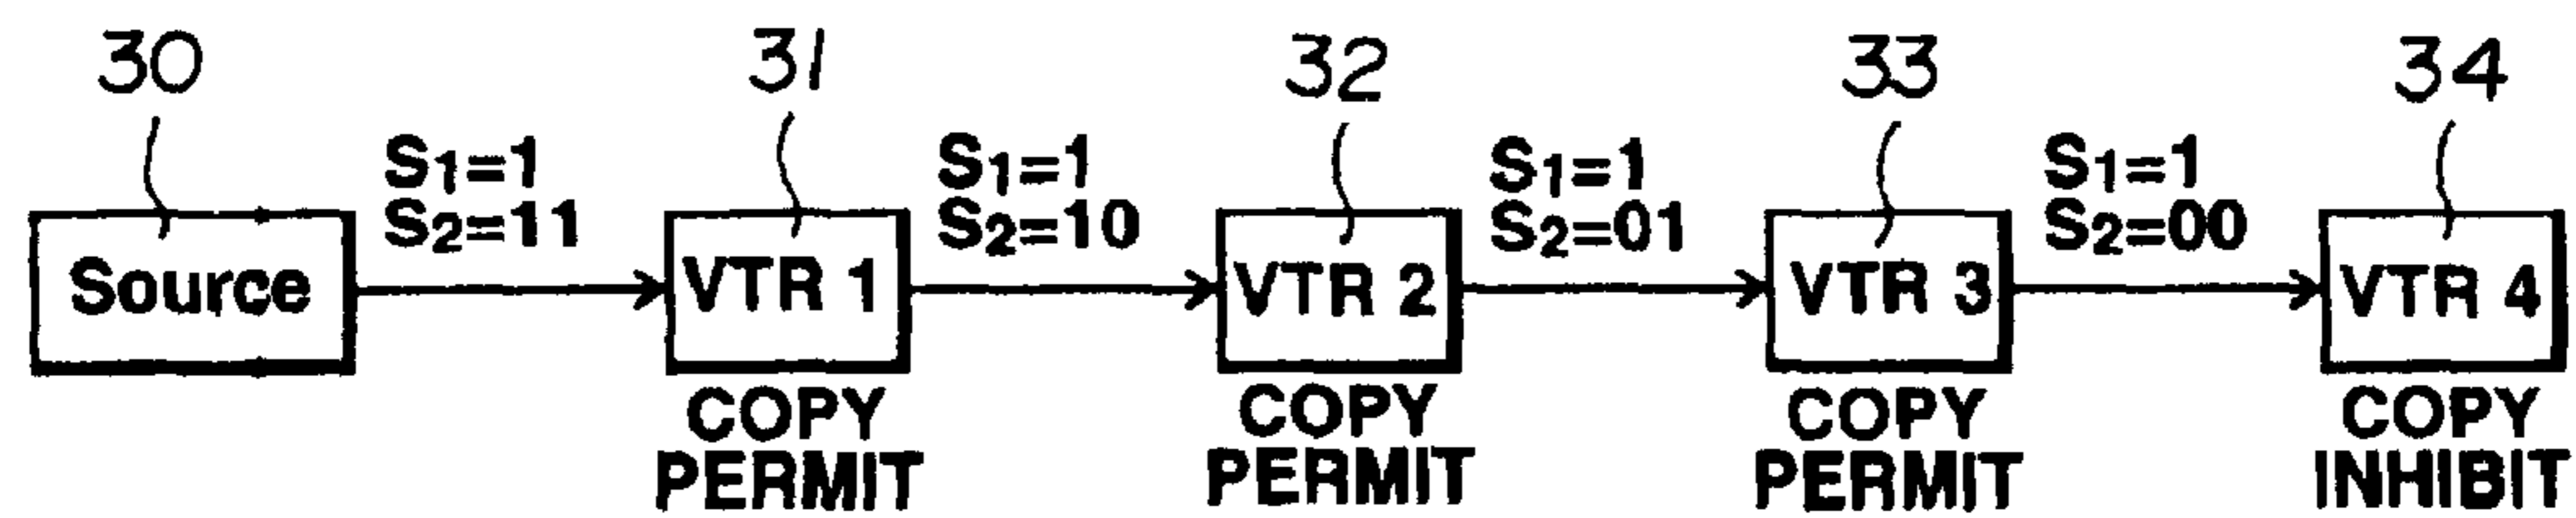 30 31 32 33 34
S1=1 S1=1 S1=1 S1=1
S2=11 S2=10 S2=01 S2=00
Source VTR 1 VTR 2 VTR 3 VTR 4
COPY COPY COPY COPY
PERMIT PERMIT PERMIT INHIBIT